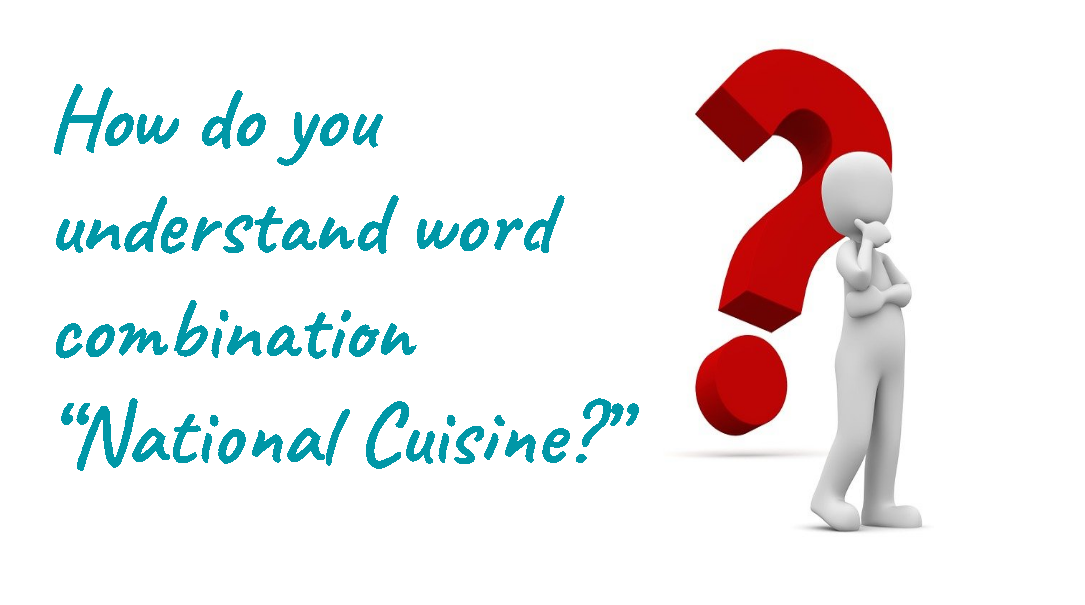 How do you
understand word
combination
“National Cuisine?”